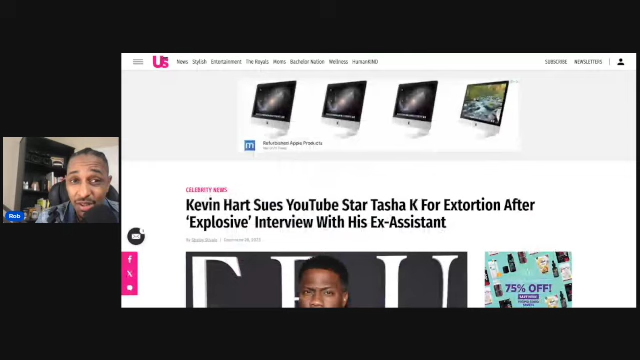 Us
News Stylish Entertainment The Royals Moms Bachelor Nation Wellness HumanKIND
SUBSCRIBE NEWSLETTERS
m
Refurbished Apple Products
CELEBRITY NEWS
Kevin Hart Sues YouTube Star Tasha K For Extortion After
‘Explosive’ Interview With His Ex-Assistant
By
Rob
75% OFF!